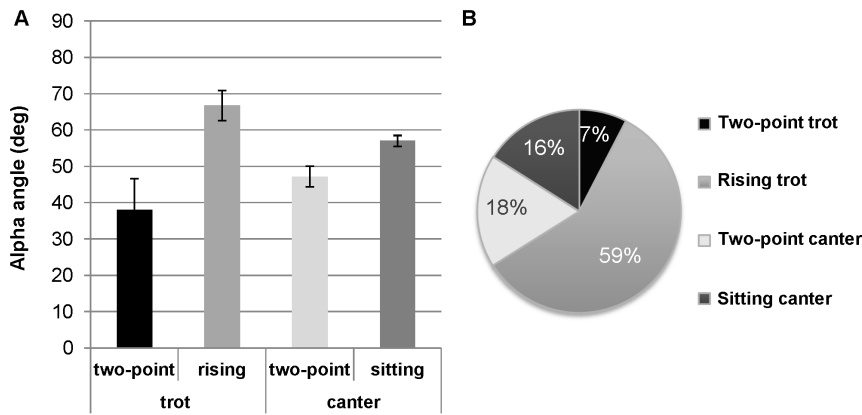 A
Alpha angle (deg)
90
80
70
60
50
40
30
20
10
0
two-point rising two-point sitting
trot canter
B
7%
59%
18%
16%
Two-point trot
Rising trot
Two-point canter
Sitting canter